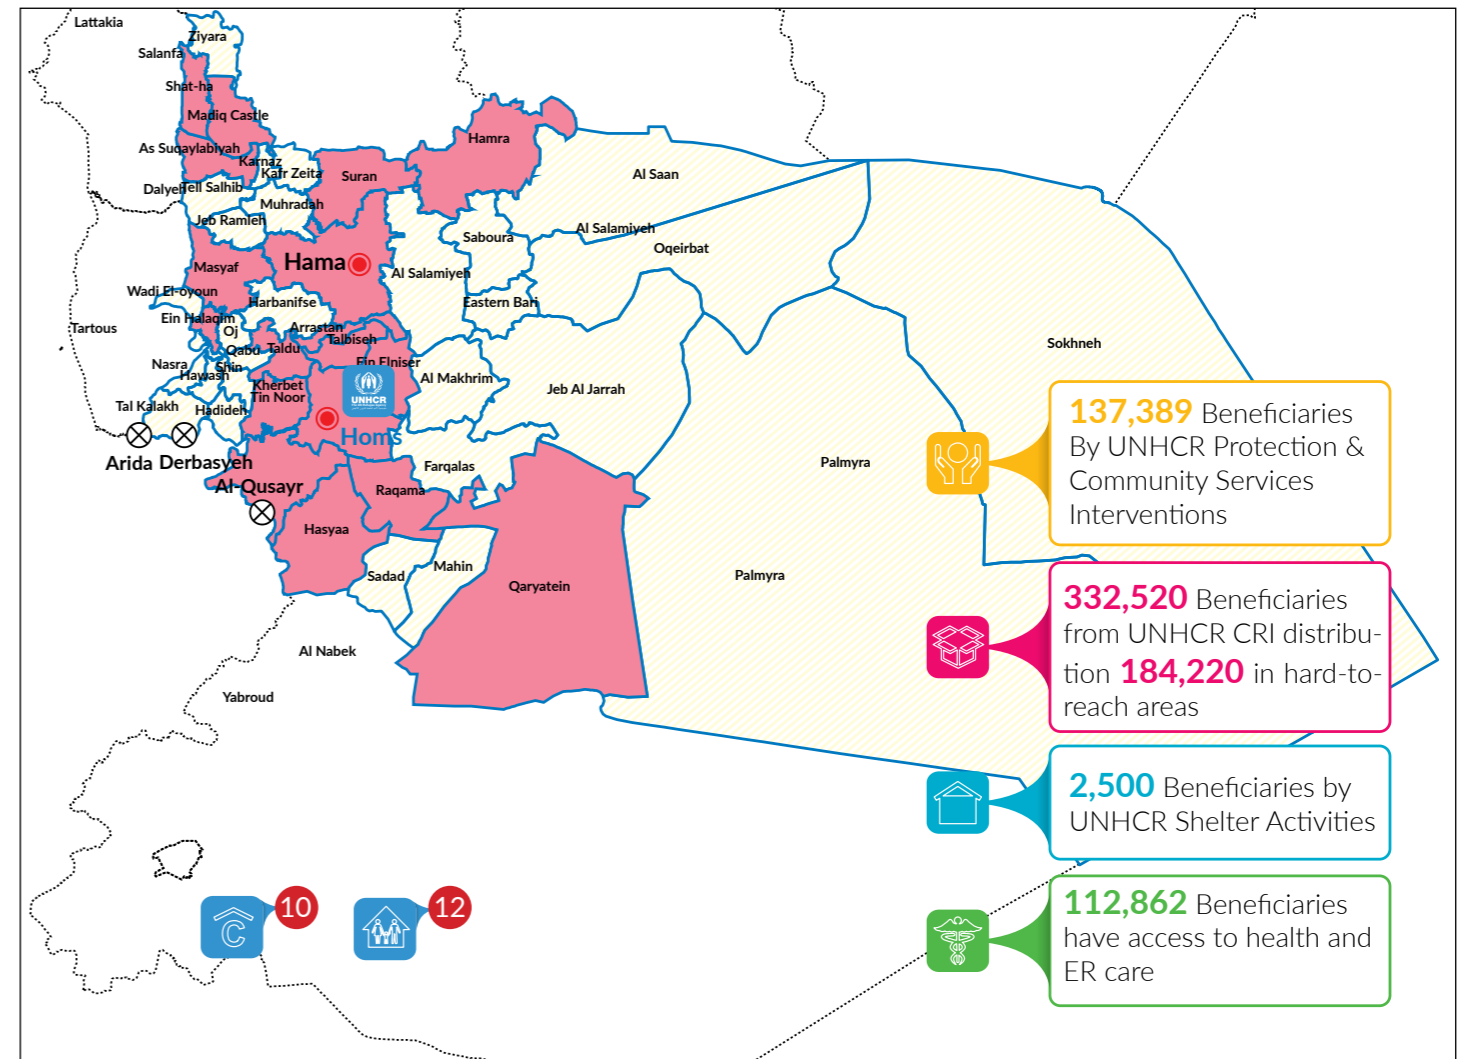 Lattakia
Ziyara
Salanfa
Shat-ha
Madiq Castle
As Suqaylabiyah
Karnaz
Kafr Zeita
Suran
Hamra
Al Saan
Dalyeh
Tell Salhib
Muhradah
Jeb Ramleh
Saboura
Al Salamiyeh
Oqeirbat
Masyaf
Hama
Al Salamiyeh
Wadi El-oyoun
Harbanifse
Eastern Bari
Ein Halaqim
Oj
Arrastan
Tartous
Talbiseh
Qabu
Taldu
Sokhneh
Nasra
Shin
Ein Elniser
Hawash
Kherbet
Tin Noor
UNHCR
Al Makhrim
Jeb Al Jarrah
Tal Kalakh
Hadideh
Homs
Arida
Derbasyeh
Farqalas
Palmyra
Al-Qusayr
Raqama
Hasyaa
Sadad
Mahin
Qaryatein
Palmyra
Al Nabek
Yabroud
137,389 Beneficiaries
By UNHCR Protection &
Community Services
Interventions
332,520 Beneficiaries
from UNHCR CRI distribu-
tion 184,220 in hard-to-
reach areas
2,500 Beneficiaries by
UNHCR Shelter Activities
112,862 Beneficiaries
have access to health and
ER care
C
10
12